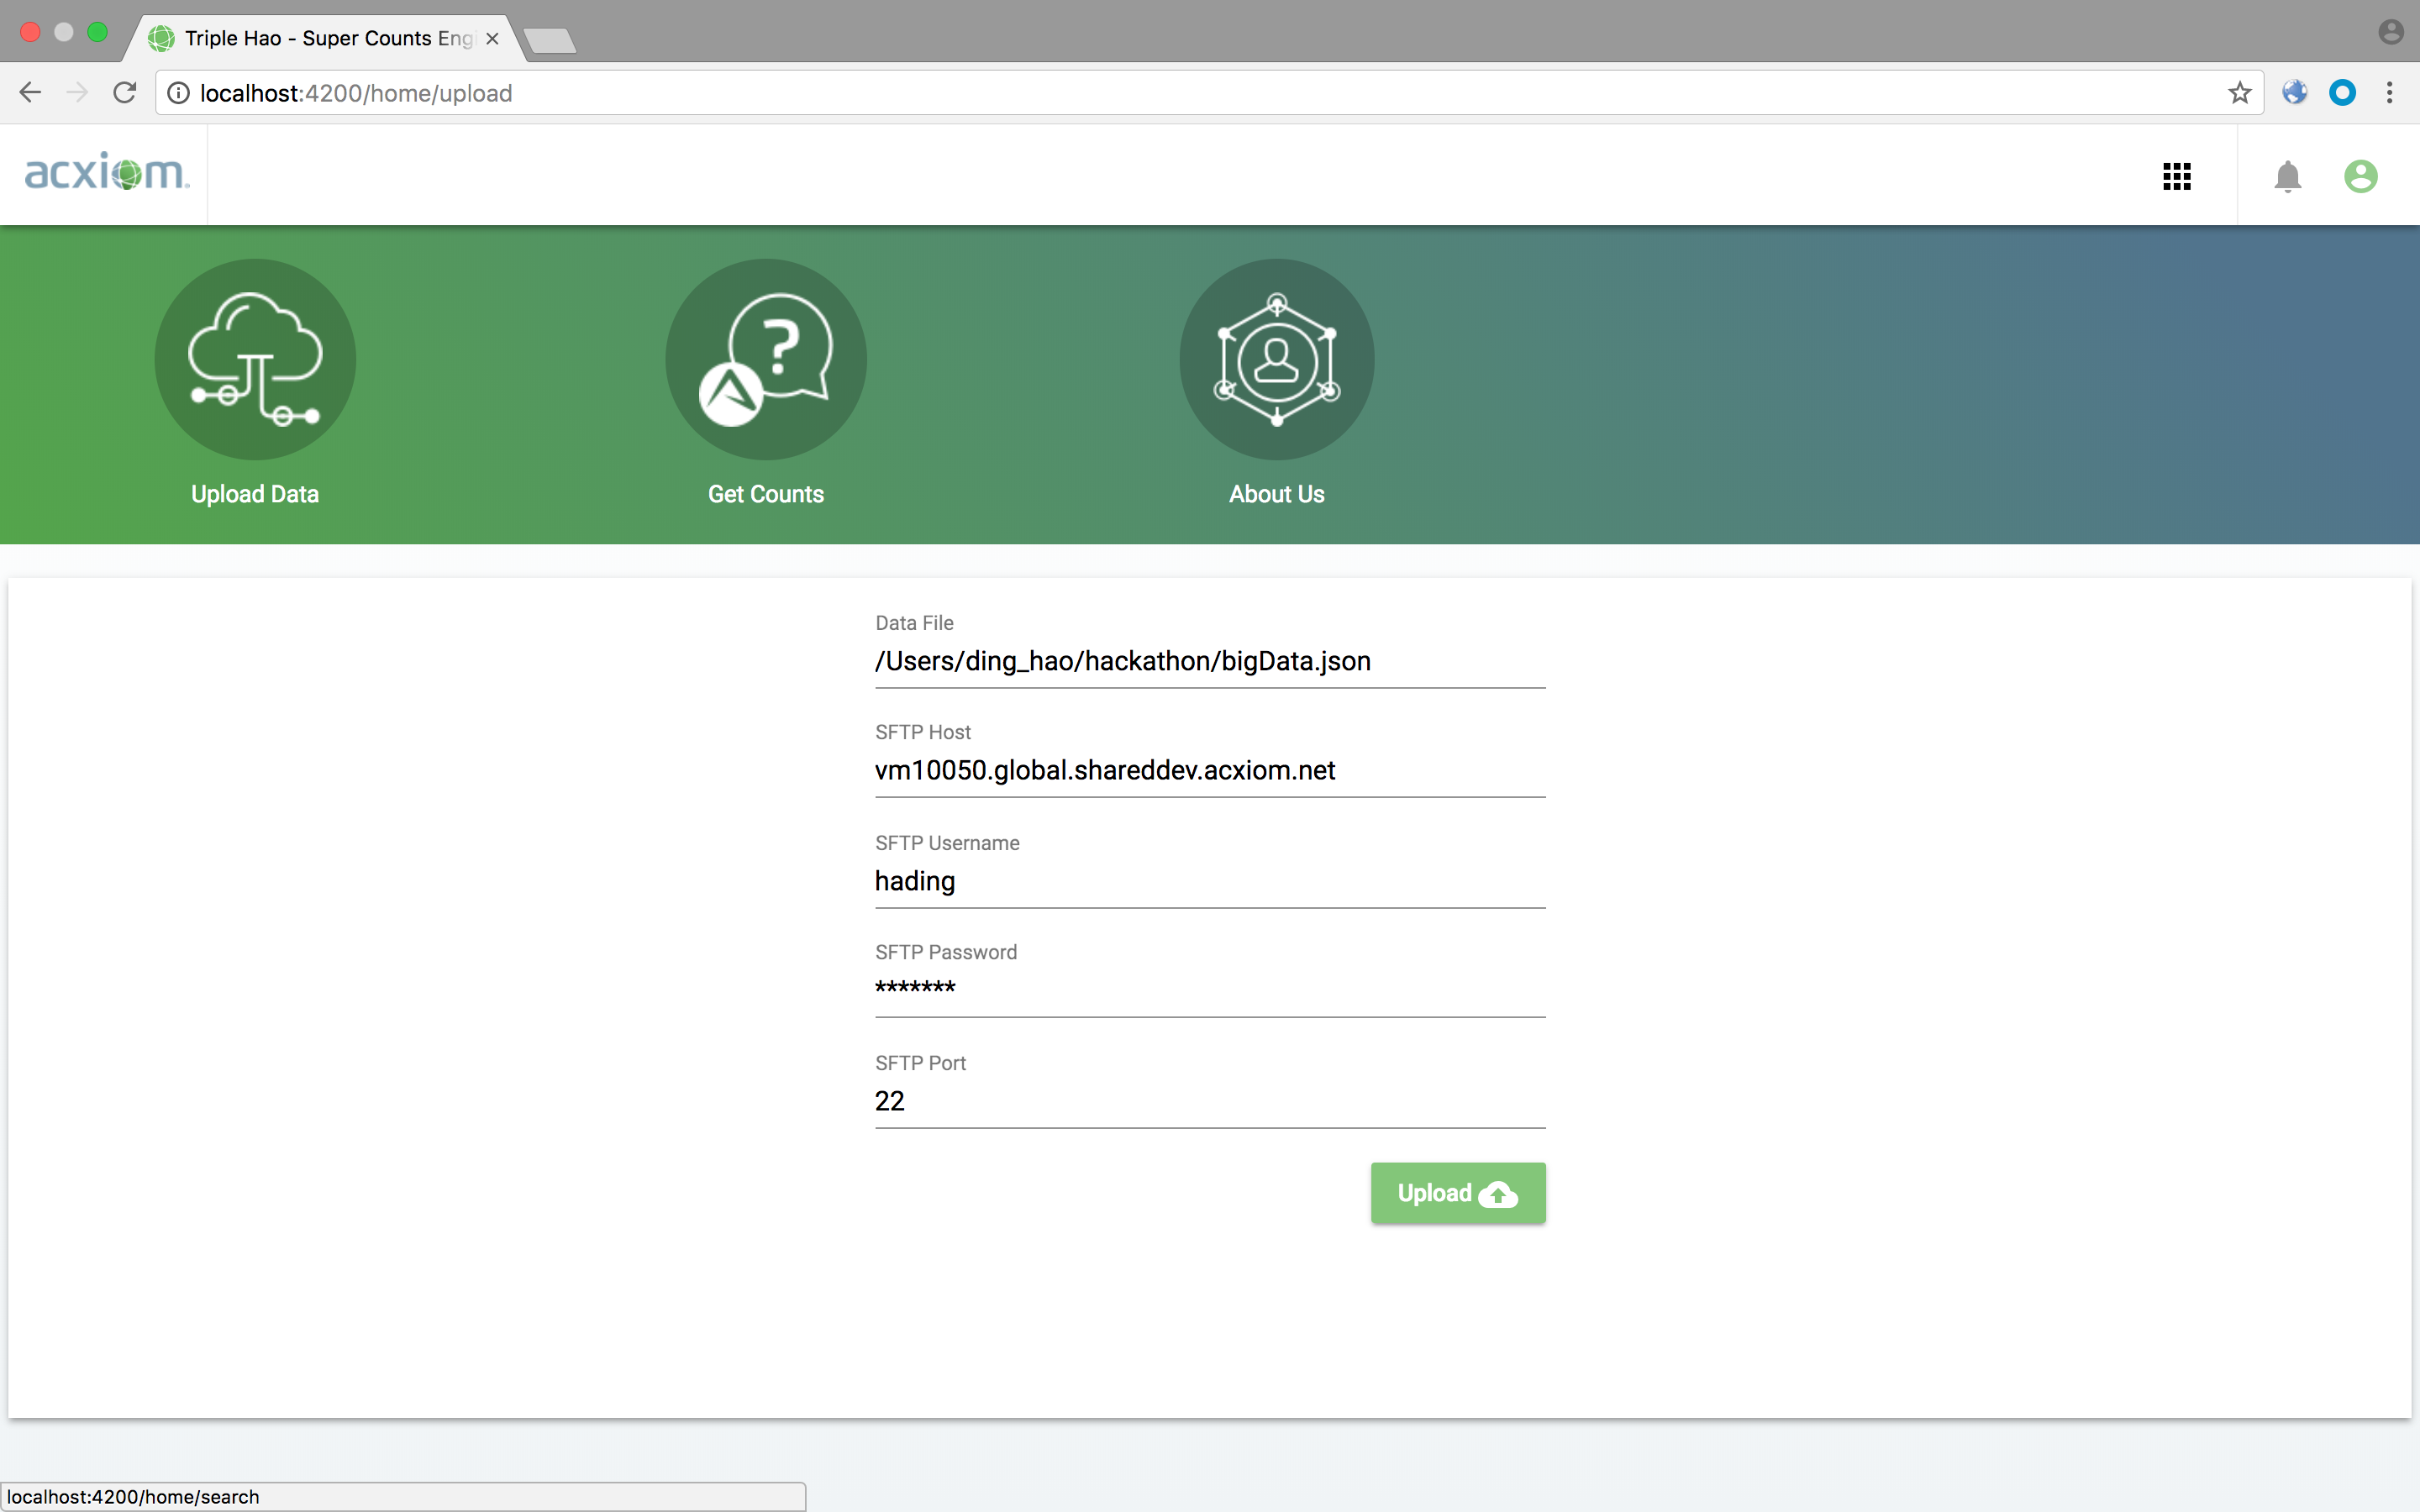 Triple Hao - Super Counts Eng
localhost:4200/home/upload
acxiom
Upload Data
Get Counts
About Us
Data File
/Users/ding_hao/hackathon/bigData.json
SFTP Host
vm10050.global.shareddev.acxiom.net
SFTP Username
hading
SFTP Password
*******
SFTP Port
22
Upload
localhost:4200/home/search